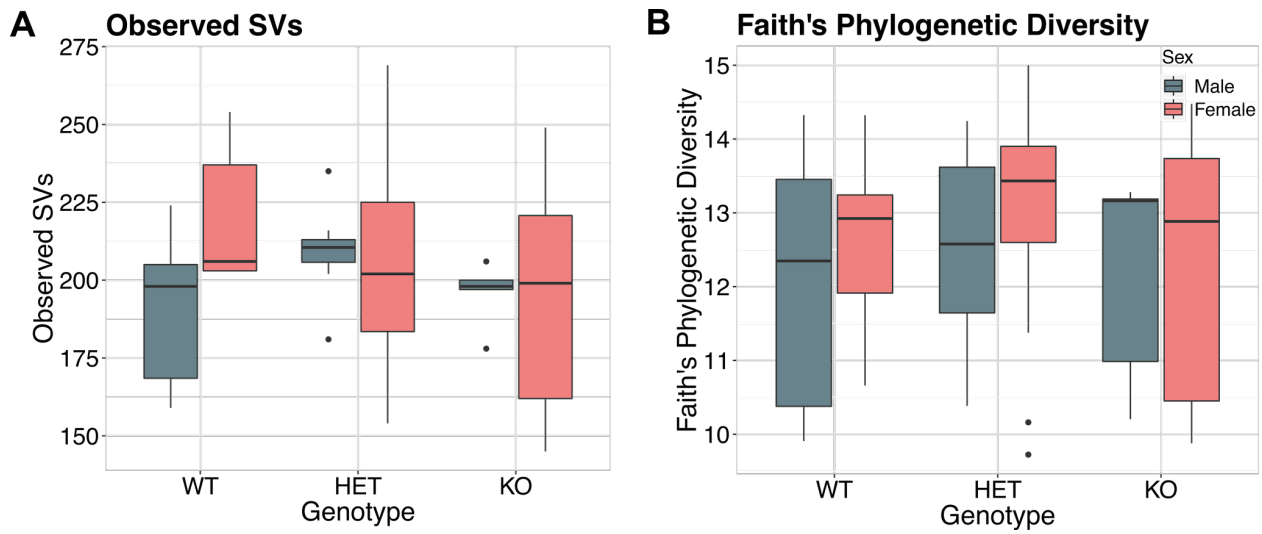 A
Observed SVs
Observed SVs
275
250
225
200
175
150
WT
HET
KO
Genotype
B
Faith's Phylogenetic Diversity
Faith's Phylogenetic Diversity
15
14
13
12
11
10
Sex
Male
Female
WT
HET
KO
Genotype